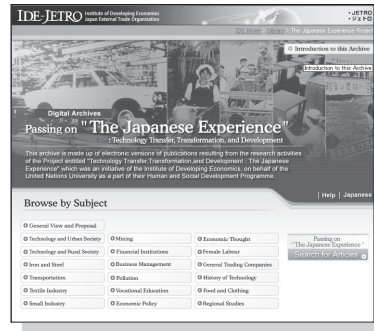 IDE-JETRO Institute of Developing Economies
Japan External Trade Organization
・JETRO
・ジェトロ
IDE Home > Library > The Japanese Experience Project
Introduction to this Archive
Introduction to this Archive
Digital Archives
Passing on "The Japanese Experience"
: Technology Transfer, Transformation, and Development
This archive is made up of electronic versions of publications resulting from the research activities
of the Project entitled "Technology Transfer,Transformation,and Development : The Japanese
Experience" which was an initiative of the Institute of Developing Economies, on behalf of the
United Nations University as a part of their Human and Social Development Programme.
| Help | Japanese
Browse by Subject
General View and Proposal
Technology and Urban Society
Mining
Economic Thought
Technology and Rural Society
Financial Institutions
Female Labour
Iron and Steel
Business Management
General Trading Companies
Transportation
Pollution
History of Technology
Textile Industry
Vocational Education
Food and Clothing
Small Industry
Economic Policy
Regional Studies
Passing on
"The Japanese Experience"
Search for Articles